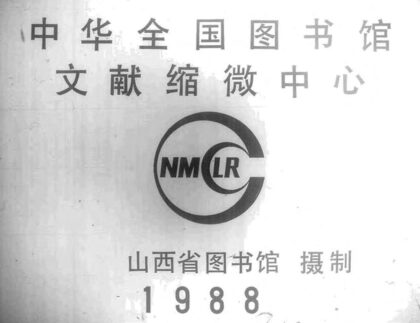 中华全国图书馆
文献缩微中心
NMCLR
山西省图书馆 摄制
1988